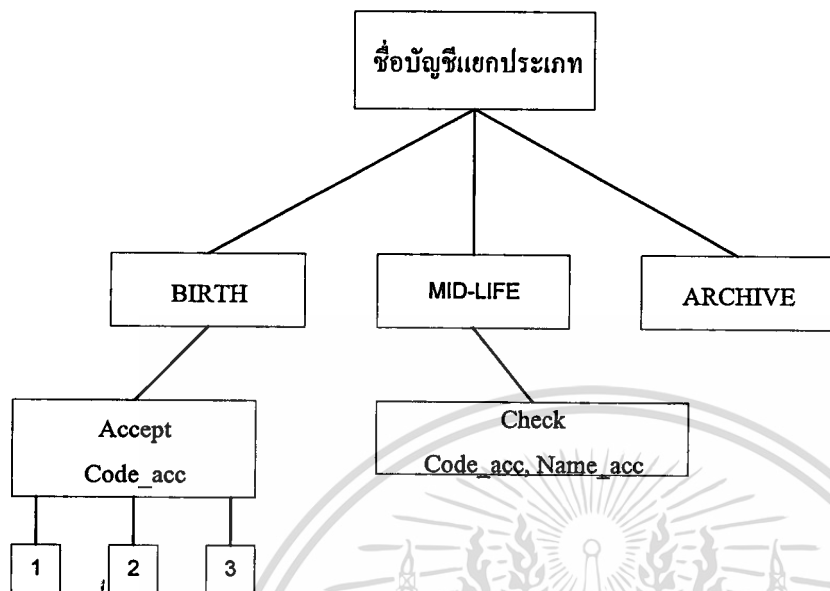 ชื่อบัญชีแยกประเภท
BIRTH
MID-LIFE
ARCHIVE
Accept
Code_acc
Check
Code_acc, Name_acc
1
2
3